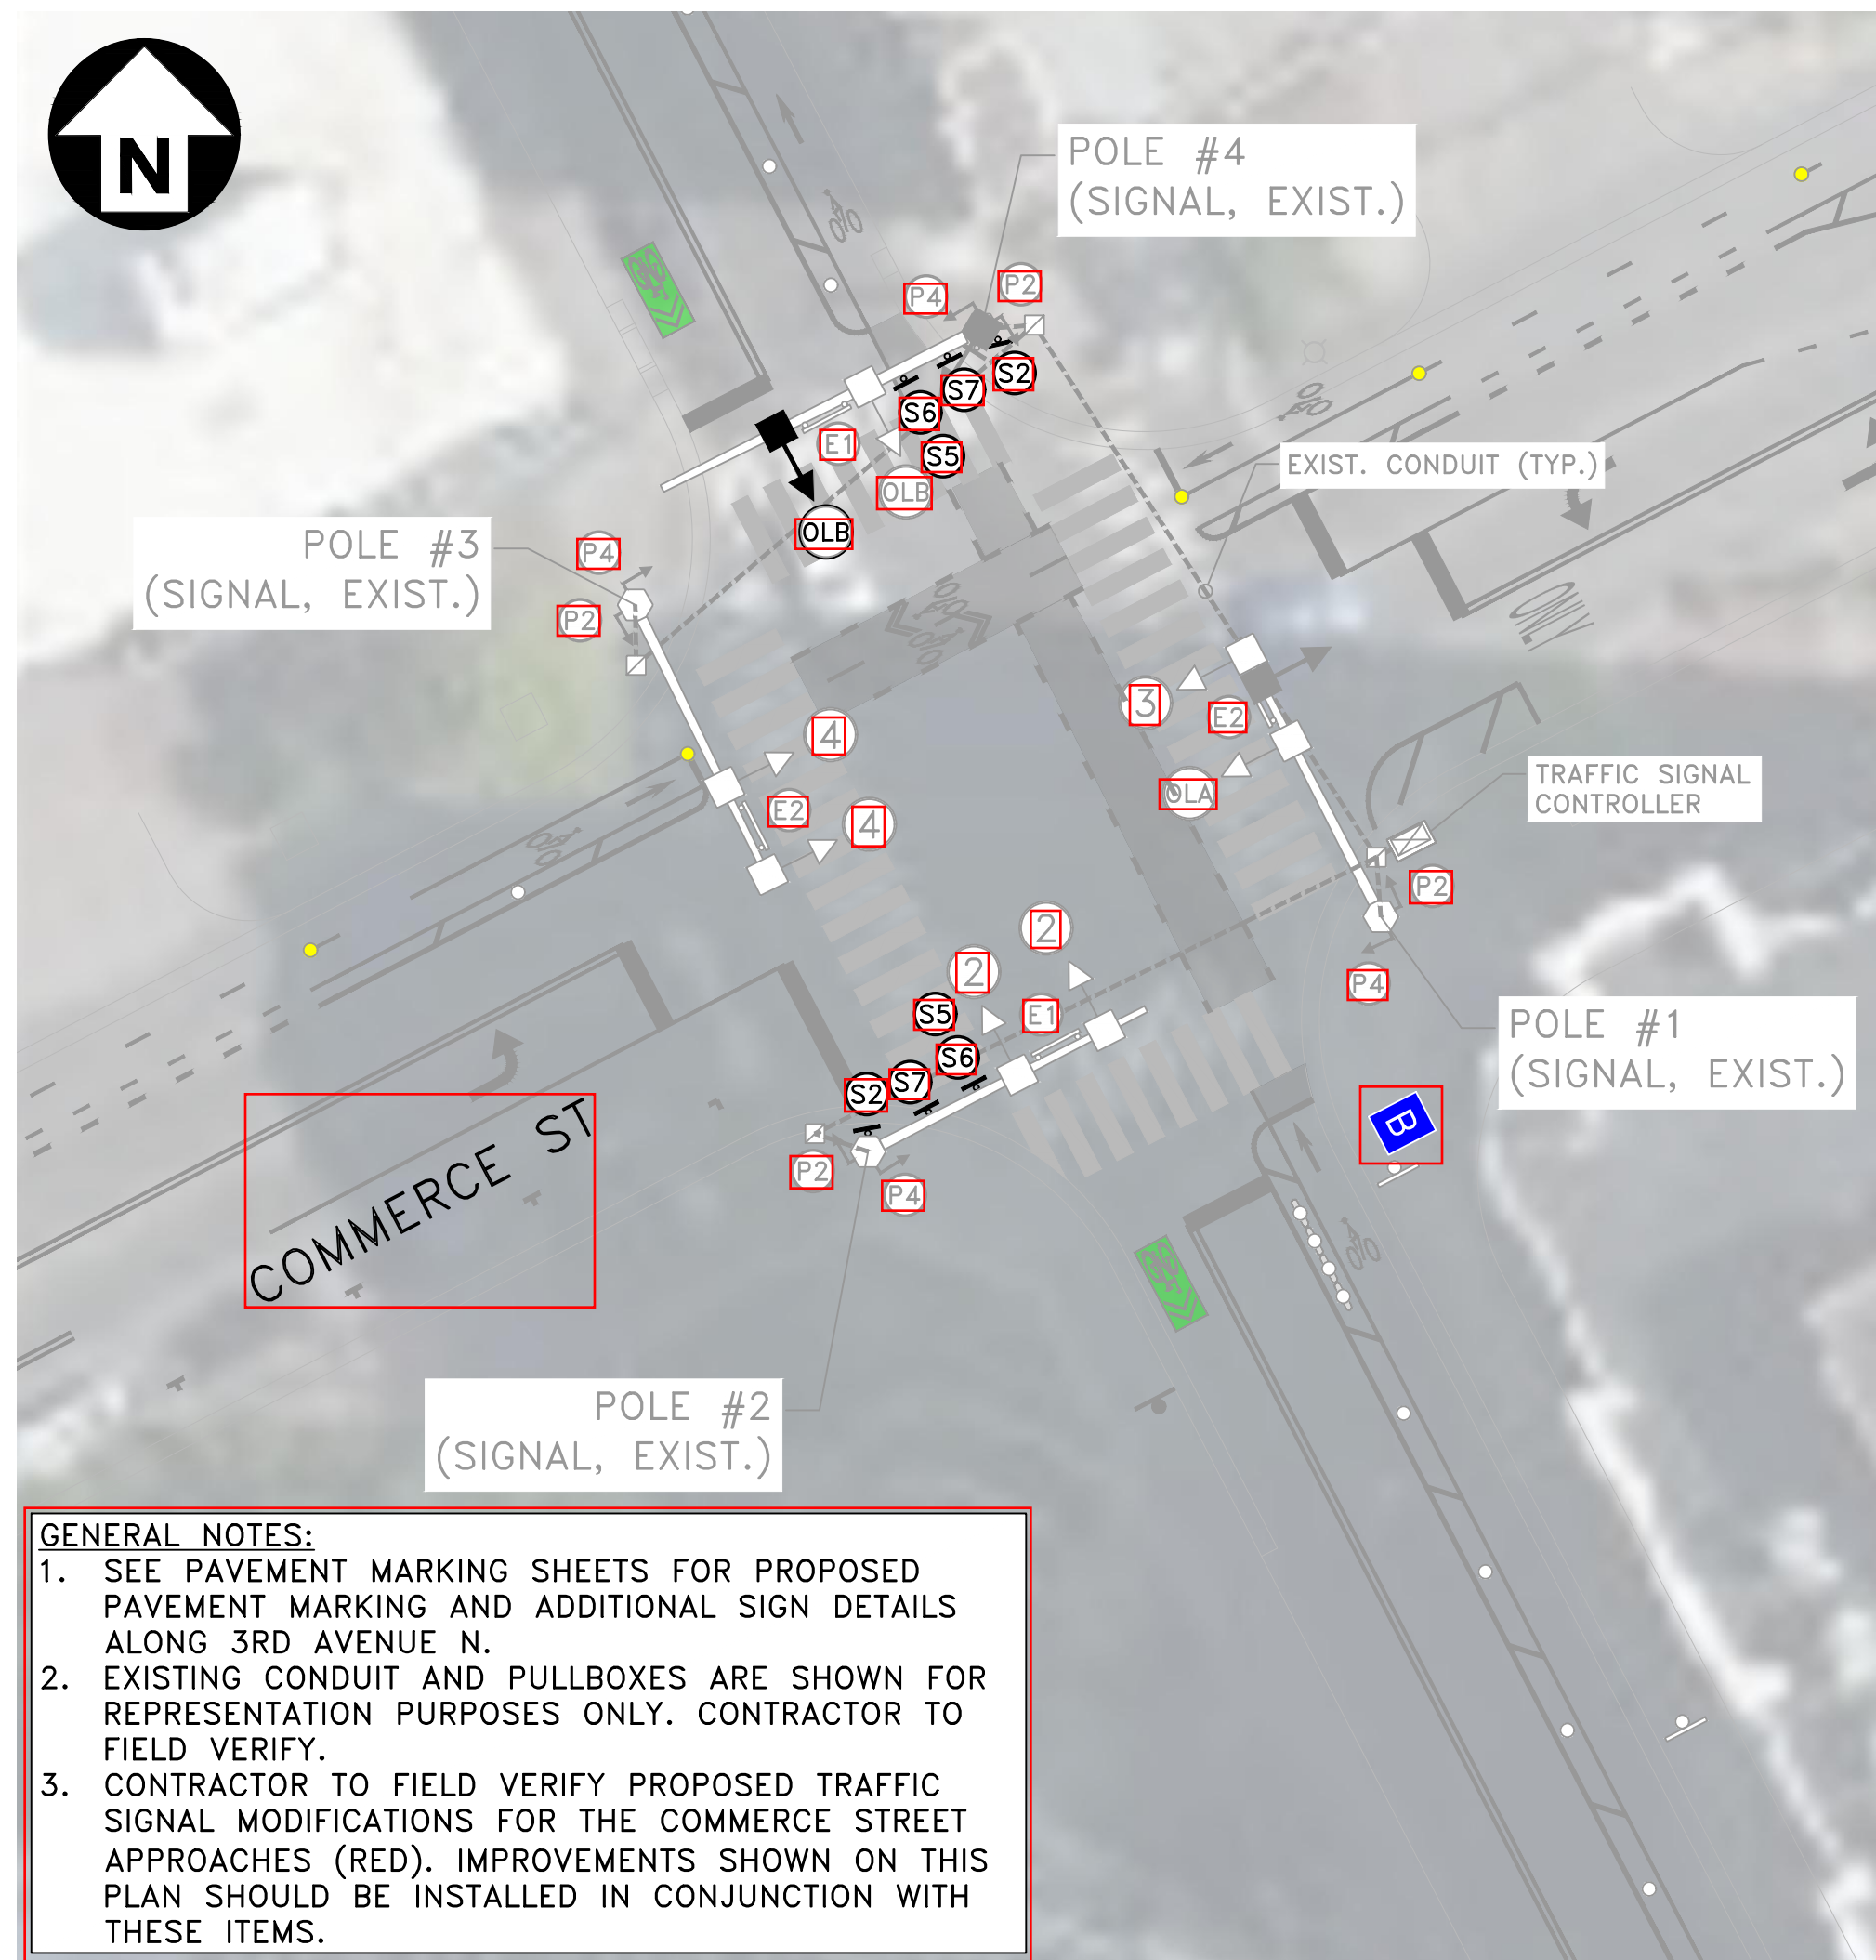 N
POLE #4
(SIGNAL, EXIST.)
P4
P2
S2
S7
S6
E1
S5
OLB
OLB
EXIST. CONDUIT (TYP.)
POLE #3
(SIGNAL, EXIST.)
P4
P2
ONLY
3
E2
4
E2
4
OLA
TRAFFIC SIGNAL
CONTROLLER
P2
2
2
P4
S5
E1
POLE #1
(SIGNAL, EXIST.)
S6
S7
S2
B
P2
P4
COMMERCE ST
POLE #2
(SIGNAL, EXIST.)
GENERAL NOTES:
1. SEE PAVEMENT MARKING SHEETS FOR PROPOSED
PAVEMENT MARKING AND ADDITIONAL SIGN DETAILS
ALONG 3RD AVENUE N.
2. EXISTING CONDUIT AND PULLBOXES ARE SHOWN FOR
REPRESENTATION PURPOSES ONLY. CONTRACTOR TO
FIELD VERIFY.
3. CONTRACTOR TO FIELD VERIFY PROPOSED TRAFFIC
SIGNAL MODIFICATIONS FOR THE COMMERCE STREET
APPROACHES (RED). IMPROVEMENTS SHOWN ON THIS
PLAN SHOULD BE INSTALLED IN CONJUNCTION WITH
THESE ITEMS.